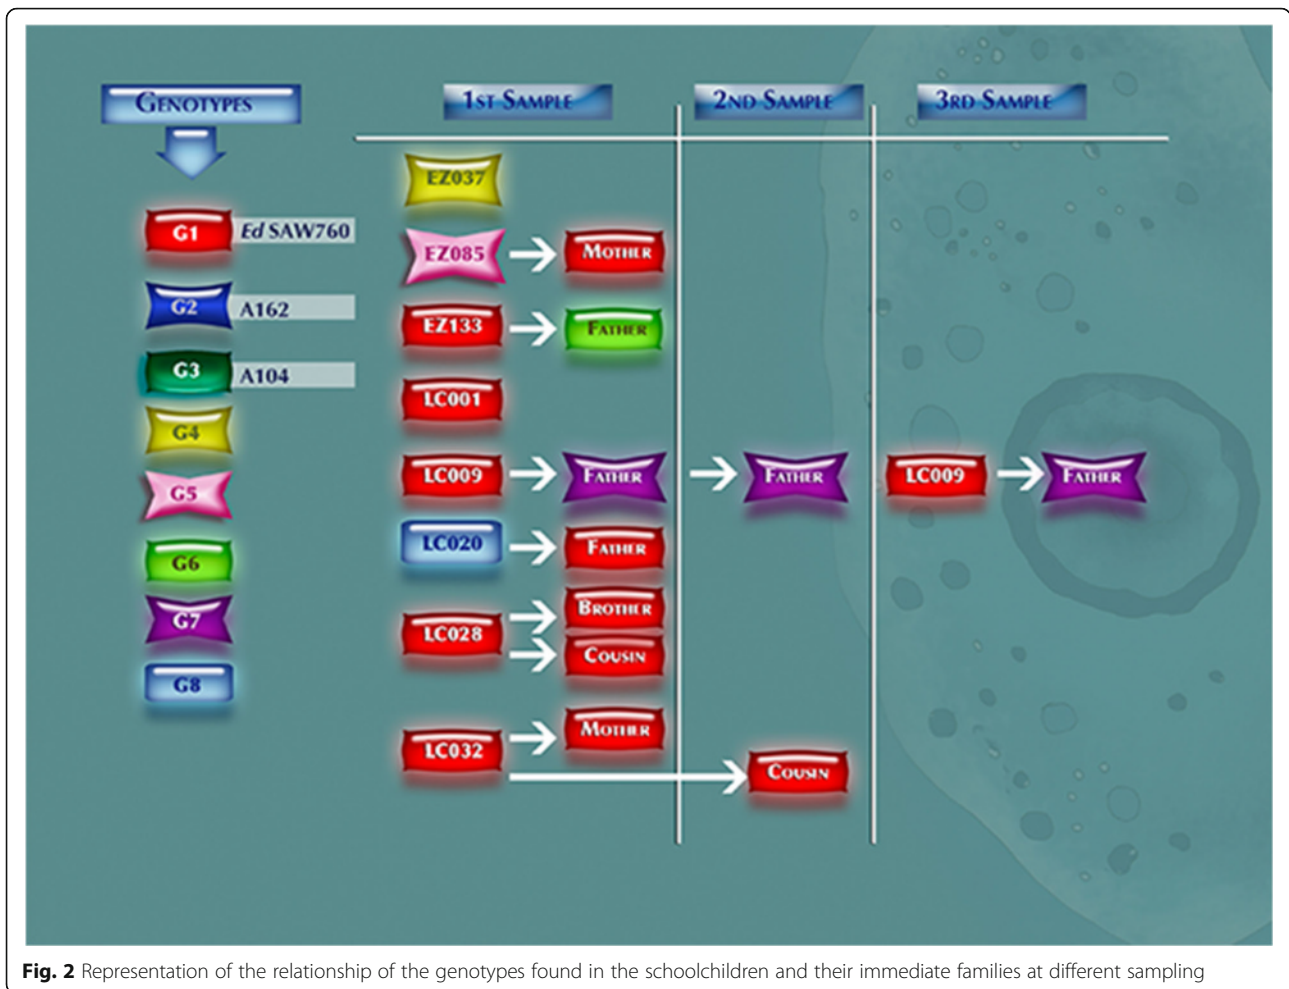 GENOTYPES
1ST SAMPLE
2ND SAMPLE
3RD SAMPLE
G1
Ed SAW760
G2
A162
G3
A104
G4
G5
G6
G7
G8
EZ037
EZ085
MOTHER
EZ133
FATHER
LC001
LC009
FATHER
FATHER
LC009
FATHER
LC020
FATHER
LC028
BROTHER
COUSIN
LC032
MOTHER
COUSIN
Fig. 2 Representation of the relationship of the genotypes found in the schoolchildren and their immediate families at different sampling